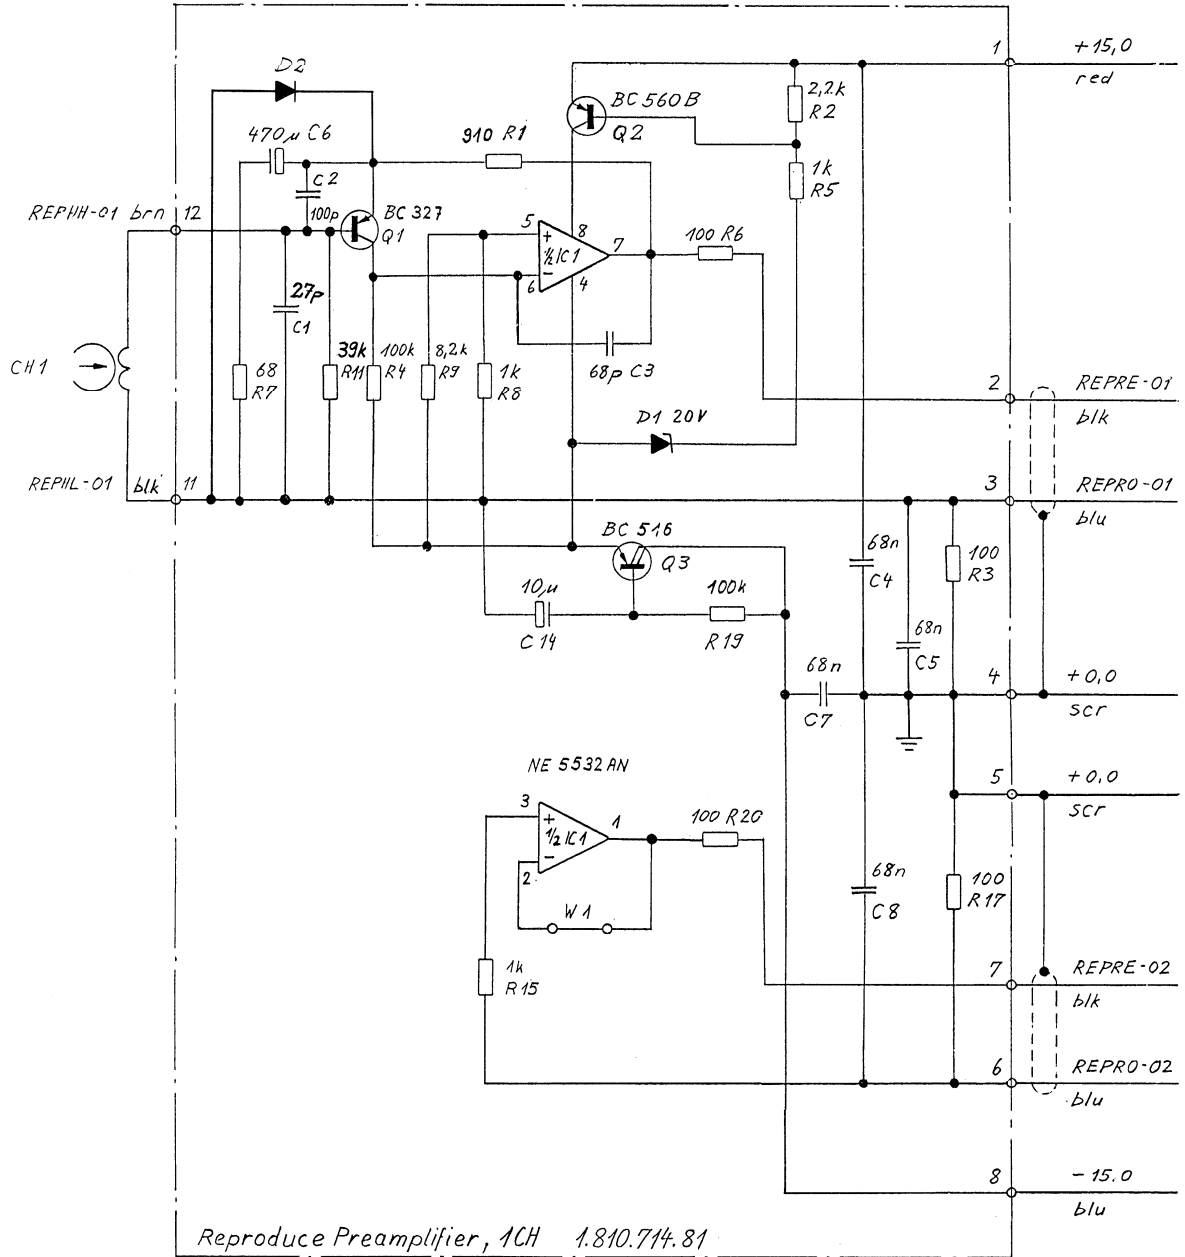 1
+15,0
red
D2
BC 560B
Q2
2,2k
R2
470µ C6
910 R1
1k
R5
C2
100p
REPHH-01 brn 12
BC 327
Q1
5
+
8
½ IC1
7
100 R6
6
−
4
27p
C1
CH1
68
R7
39k
R11
100k
R4
8,2k
R9
1k
R8
68p C3
2
REPRE-01
blk
D1 20V
REPHL-01 blk 11
3
REPRO-01
blu
BC 516
Q3
68n
C4
100
R3
10µ
C14
100k
R19
68n
C5
68n
C7
4
+0,0
scr
NE 5532AN
5
+0,0
scr
3
+
½ IC1
1
100 R20
−
2
W1
68n
C8
100
R17
1k
R15
7
REPRE-02
blk
6
REPRO-02
blu
8
-15.0
blu
Reproduce Preamplifier, 1CH 1.810.714.81